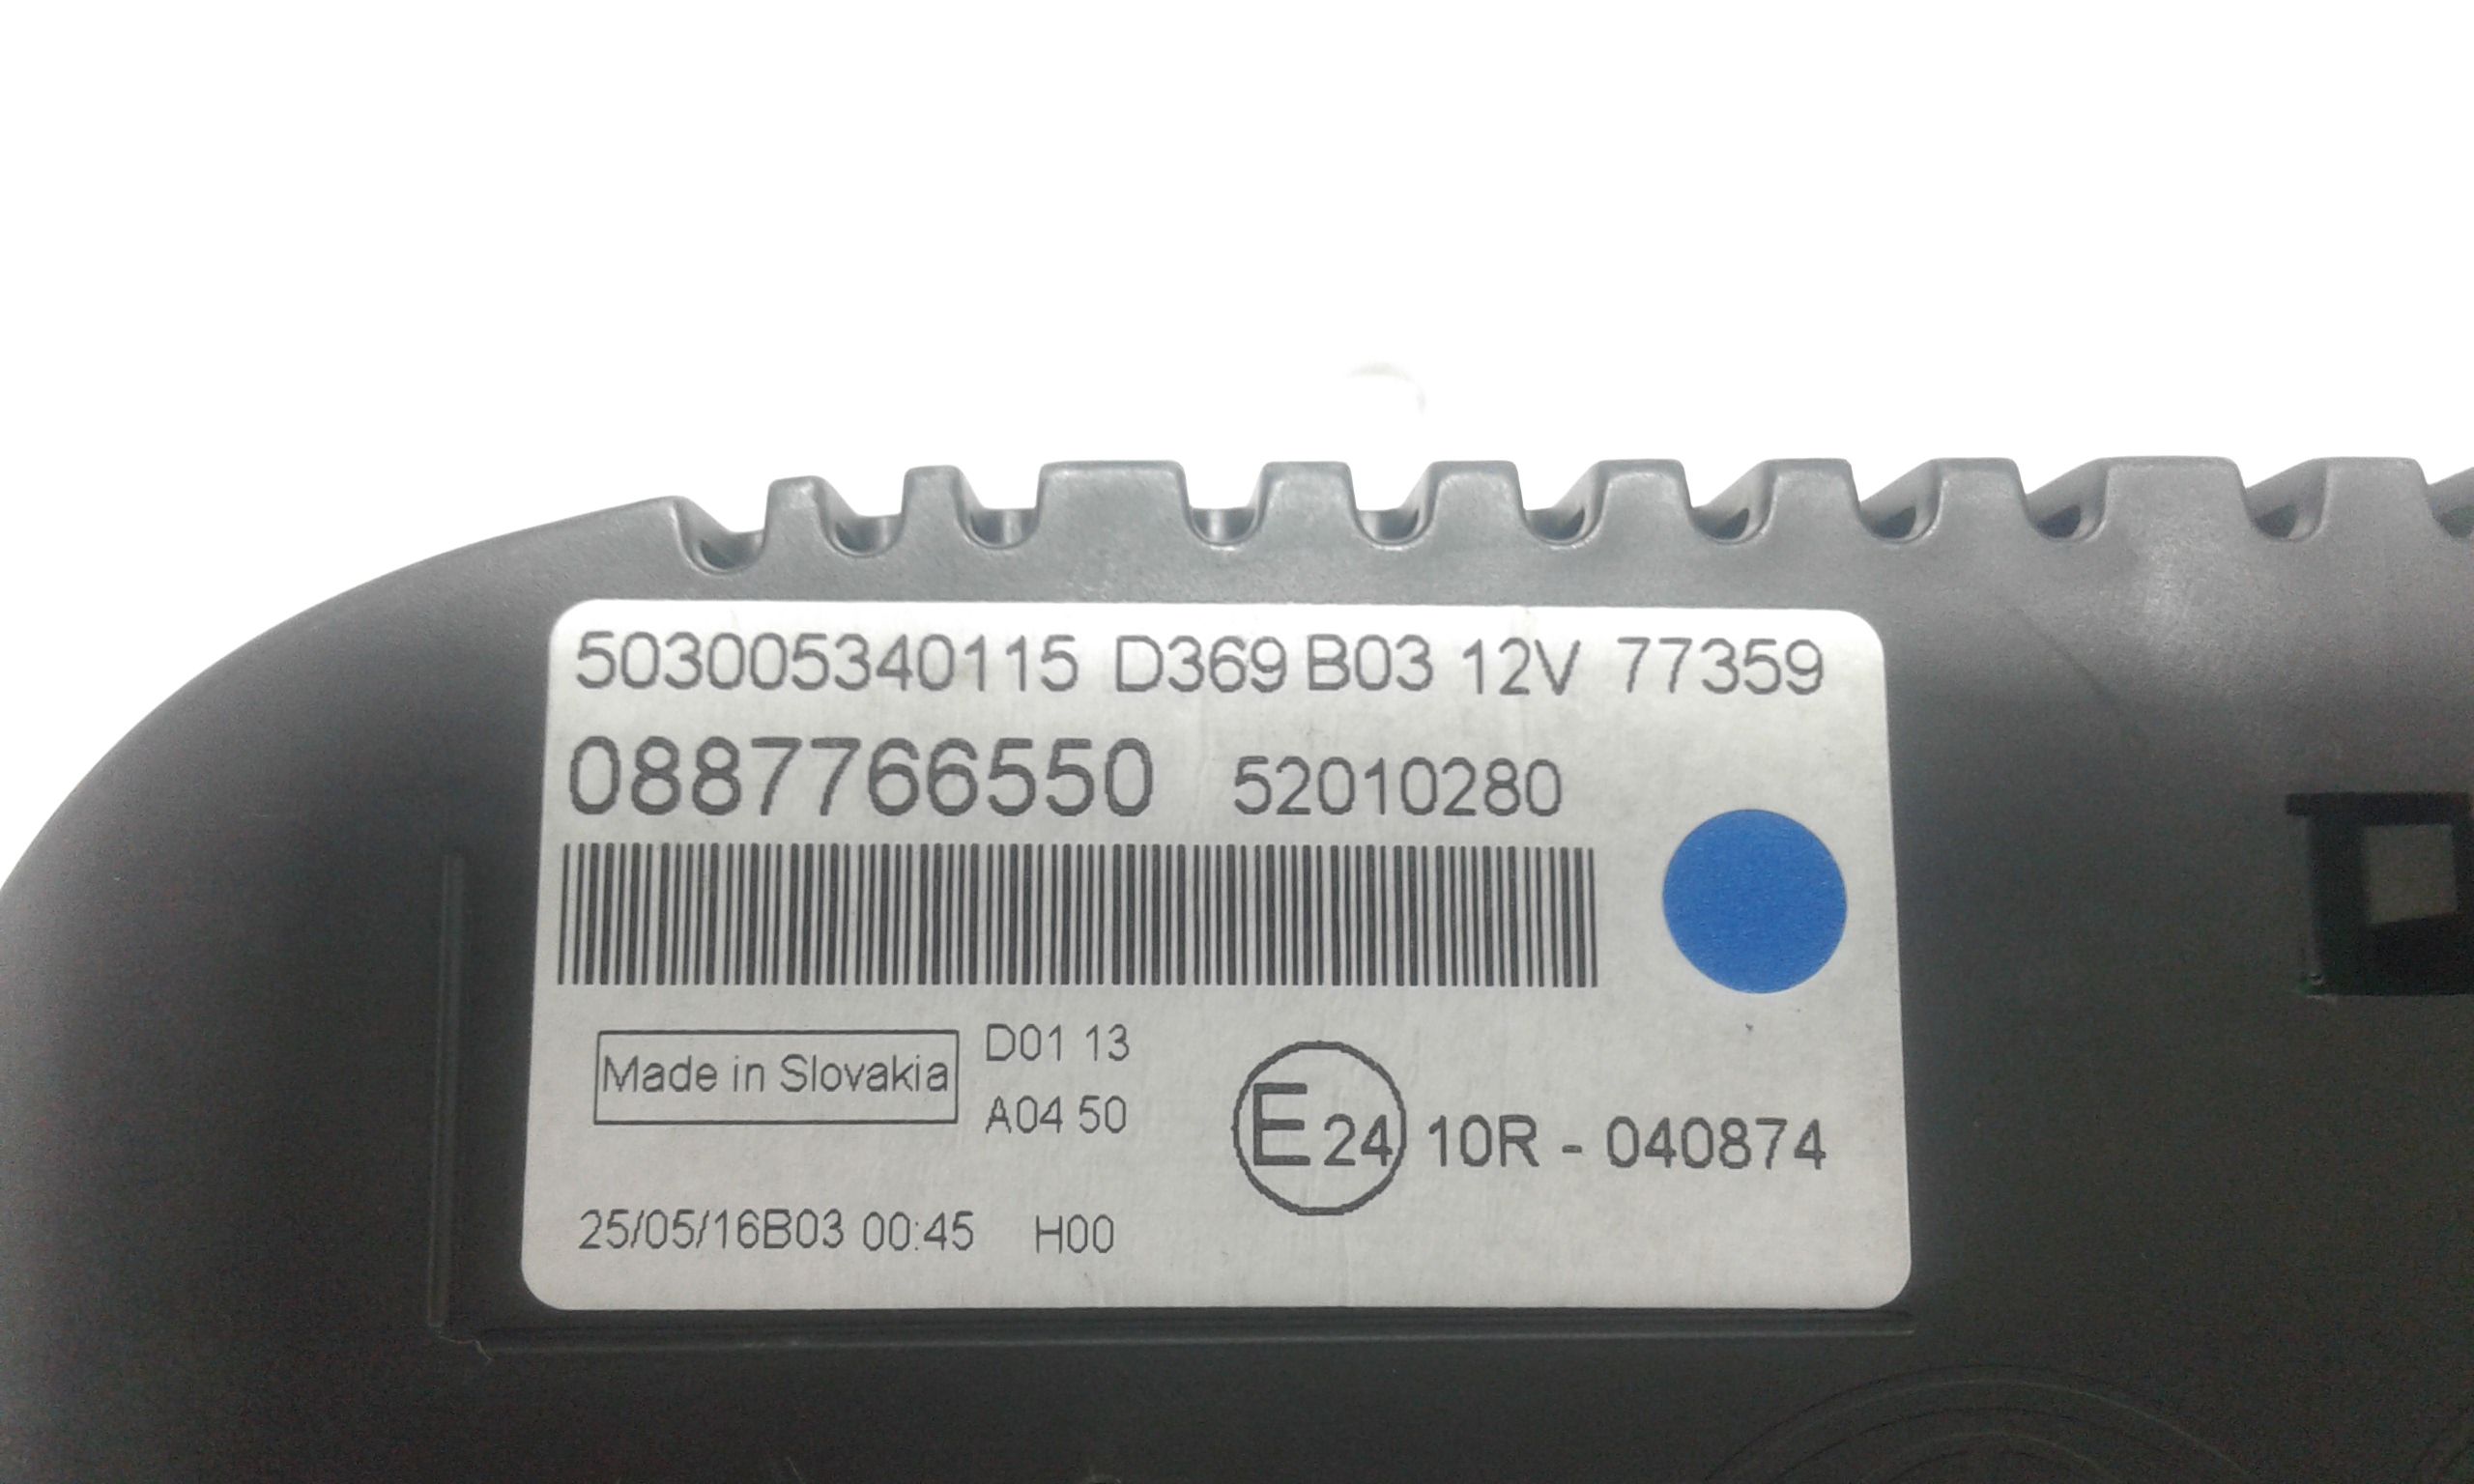 503005340115 D369 B03 12V 77359
0887766550 52010280
Made in Slovakia
D01 13
A04 50
E 24 10R - 040874
25/05/16B03 00:45 H00